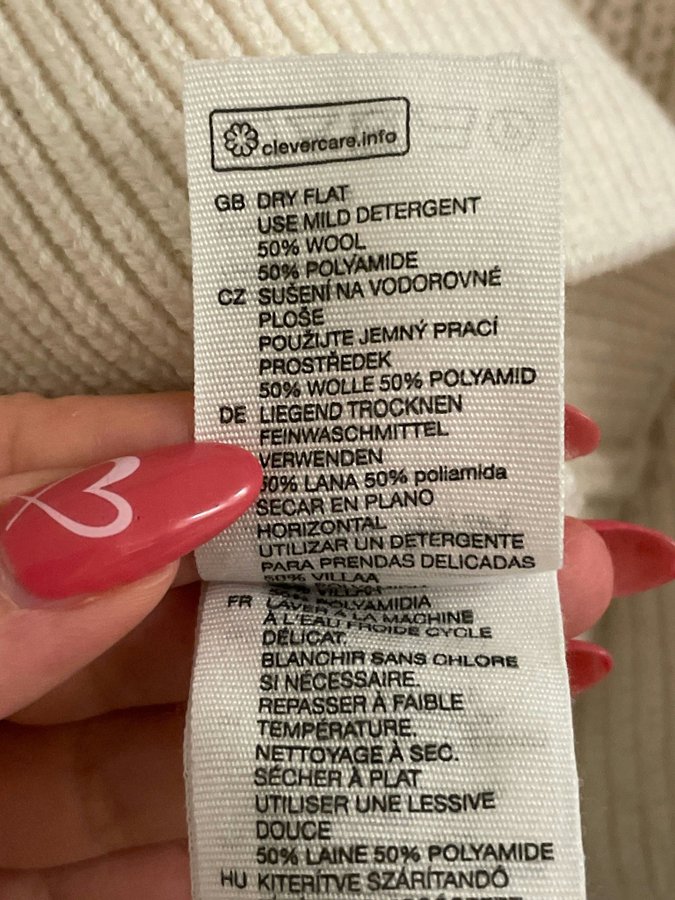 clevercare.info
GB DRY FLAT
USE MILD DETERGENT
50% WOOL
50% POLYAMIDE
CZ SUŠENÍ NA VODOROVNÉ
PLOŠE
POUŽIJTE JEMNÝ PRACÍ
PROSTŘEDEK
50% WOLLE 50% POLYAMID
DE LIEGEND TROCKNEN
FEINWASCHMITTEL
VERWENDEN
50% LANA 50% poliamida
SECAR EN PLANO
HORIZONTAL
UTILIZAR UN DETERGENTE
PARA PRENDAS DELICADAS
50% VILLAA
POLYAMIDIA
FR LAVER À LA MACHINE
À L'EAU FROIDE CYCLE
DÉLICAT.
BLANCHIR SANS CHLORE
SI NÉCESSAIRE.
REPASSER À FAIBLE
TEMPÉRATURE.
NETTOYAGE À SEC.
SÉCHER À PLAT
UTILISER UNE LESSIVE
DOUCE
50% LAINE 50% POLYAMIDE
HU KITERÍTVE SZÁRÍTANDÓ